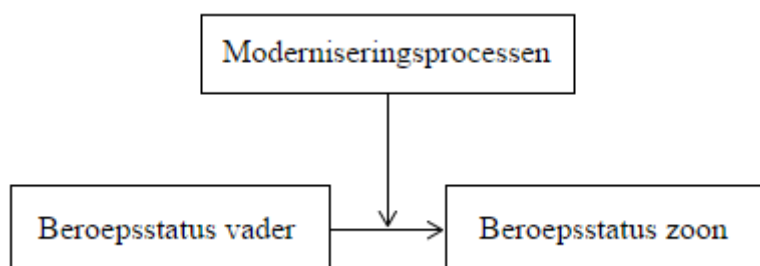 Moderniseringsprocessen
Beroepsstatus vader
Beroepsstatus zoon